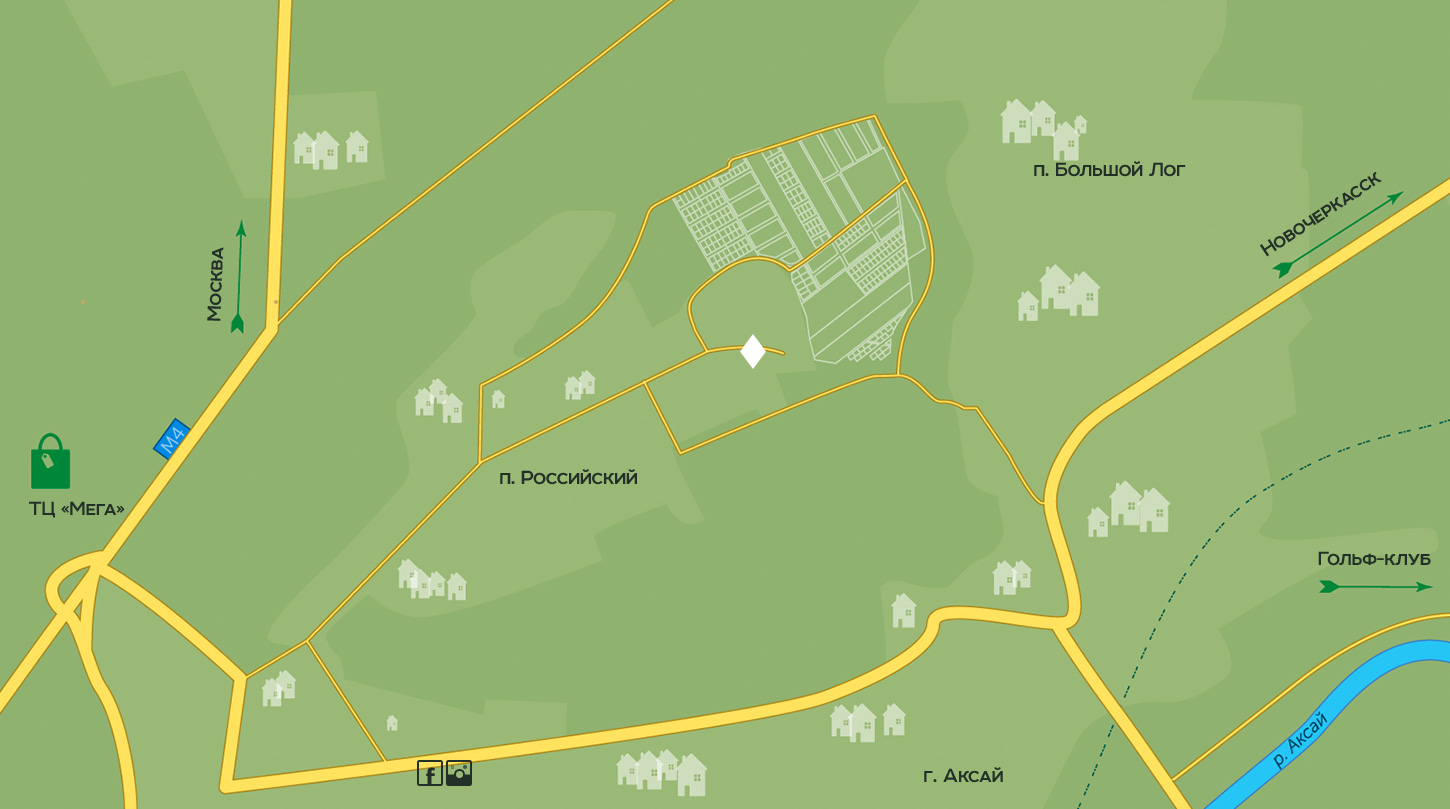 п. Большой Лог
Новочеркасск
Москва
М4
п. Российский
ТЦ «Мега»
Гольф-клуб
р. Аксай
г. Аксай
f